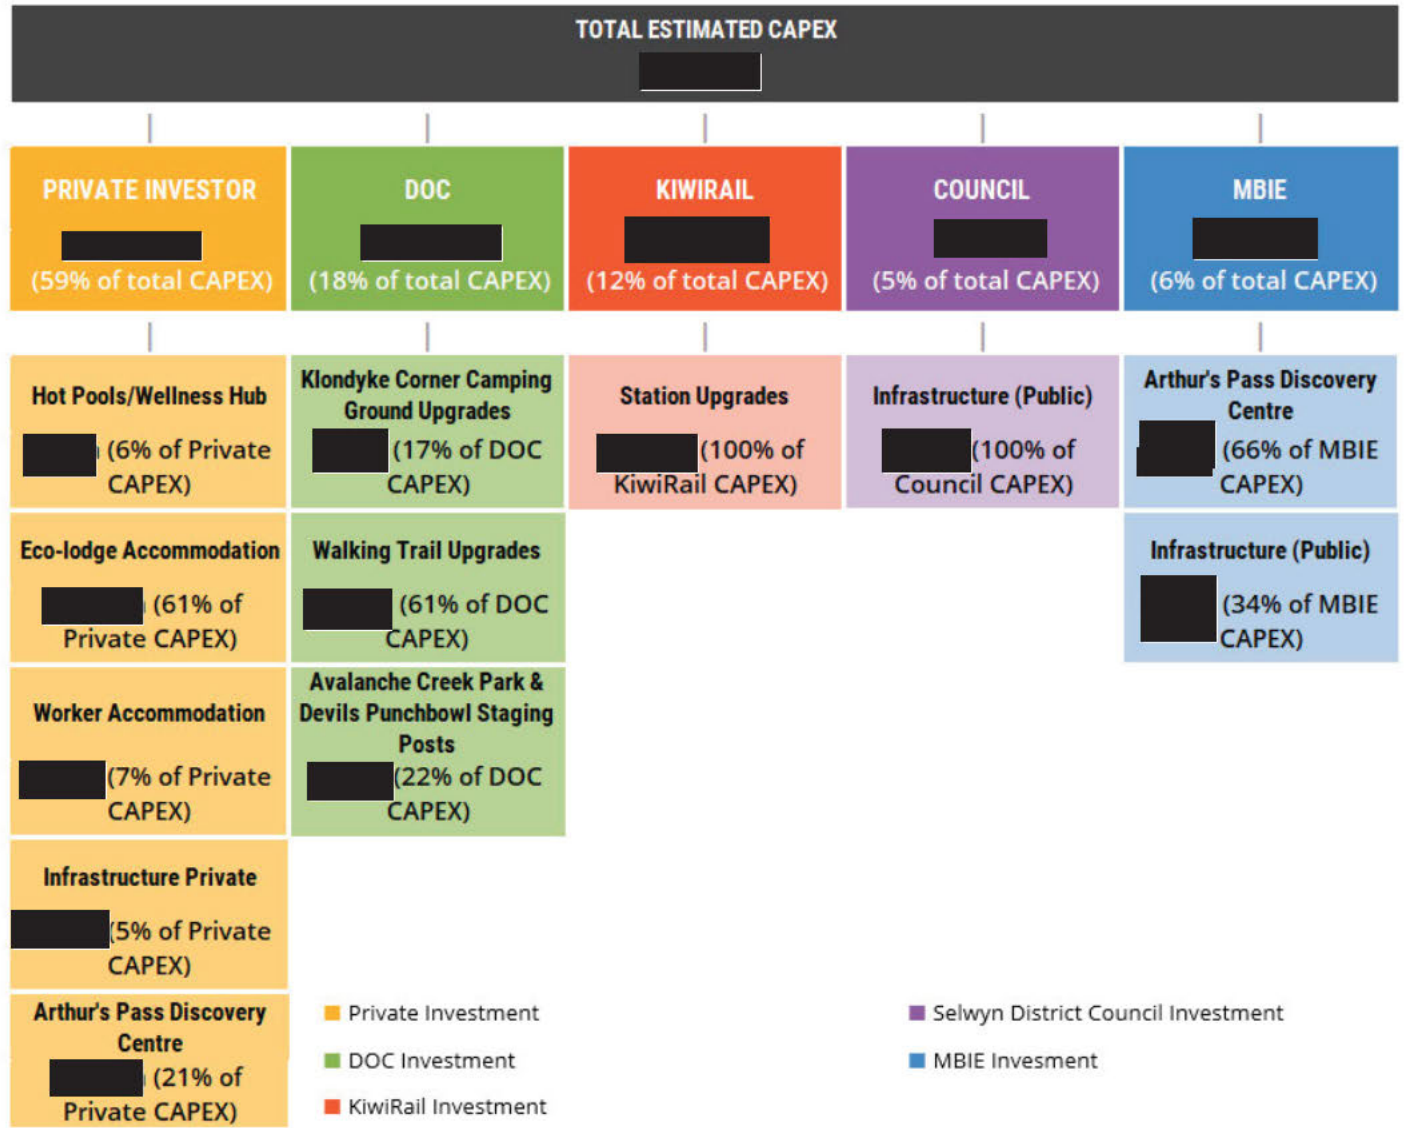 TOTAL ESTIMATED CAPEX
PRIVATE INVESTOR
(59% of total CAPEX)
DOC
(18% of total CAPEX)
KIWIRAIL
(12% of total CAPEX)
COUNCIL
(5% of total CAPEX)
MBIE
(6% of total CAPEX)
Hot Pools/Wellness Hub
(6% of Private
CAPEX)
Eco-lodge Accommodation
(61% of
Private CAPEX)
Worker Accommodation
(7% of Private
CAPEX)
Infrastructure Private
(5% of Private
CAPEX)
Arthur's Pass Discovery
Centre
(21% of
Private CAPEX)
Klondyke Corner Camping
Ground Upgrades
(17% of DOC
CAPEX)
Walking Trail Upgrades
(61% of DOC
CAPEX)
Avalanche Creek Park &
Devils Punchbowl Staging
Posts
(22% of DOC
CAPEX)
Station Upgrades
(100% of
KiwiRail CAPEX)
Infrastructure (Public)
(100% of
Council CAPEX)
Arthur's Pass Discovery
Centre
(66% of MBIE
CAPEX)
Infrastructure (Public)
(34% of MBIE
CAPEX)
Private Investment
DOC Investment
KiwiRail Investment
Selwyn District Council Investment
MBIE Invesment